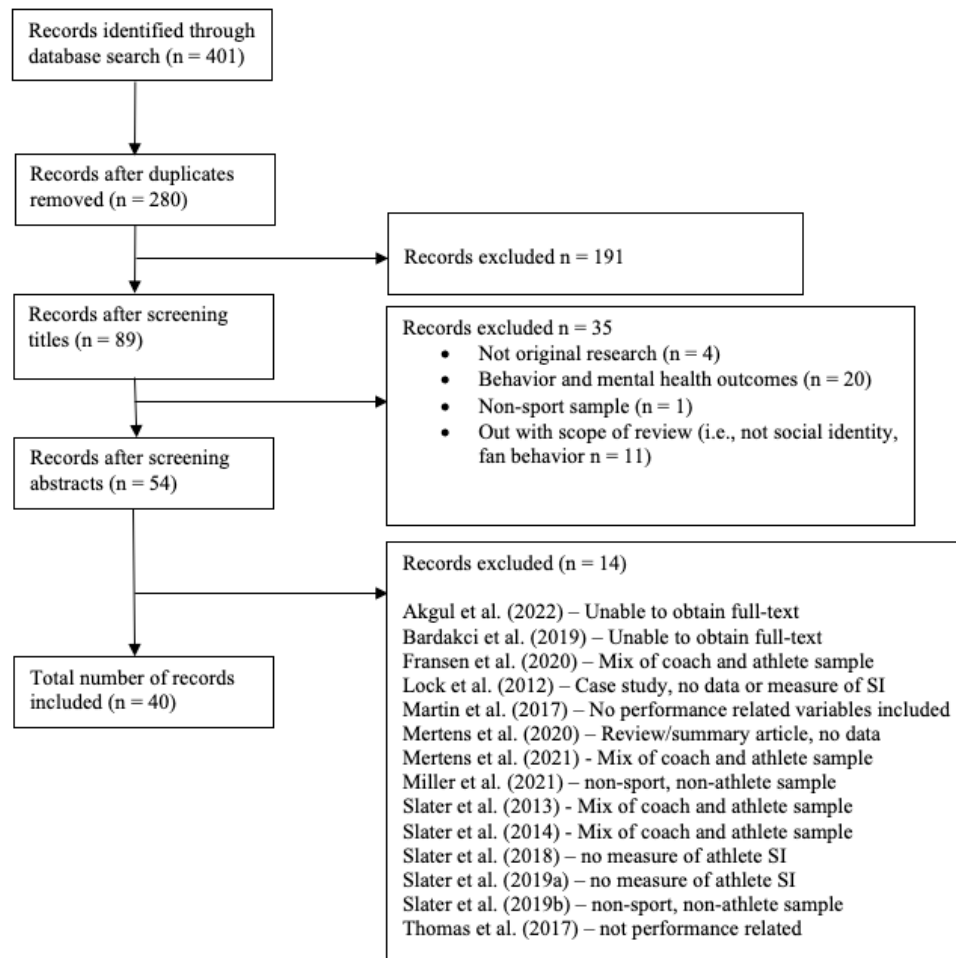 Records identified through
database search (n = 401)
Records after duplicates
removed (n = 280)
Records excluded n = 191
Records after screening
titles (n = 89)
Records excluded n = 35
• Not original research (n = 4)
• Behavior and mental health outcomes (n = 20)
• Non-sport sample (n = 1)
• Out with scope of review (i.e., not social identity,
fan behavior n = 11)
Records after screening
abstracts (n = 54)
Records excluded (n = 14)
Akgul et al. (2022) – Unable to obtain full-text
Bardakci et al. (2019) – Unable to obtain full-text
Fransen et al. (2020) – Mix of coach and athlete sample
Lock et al. (2012) – Case study, no data or measure of SI
Martin et al. (2017) – No performance related variables included
Mertens et al. (2020) – Review/summary article, no data
Mertens et al. (2021) - Mix of coach and athlete sample
Miller et al. (2021) – non-sport, non-athlete sample
Slater et al. (2013) - Mix of coach and athlete sample
Slater et al. (2014) - Mix of coach and athlete sample
Slater et al. (2018) – no measure of athlete SI
Slater et al. (2019a) – no measure of athlete SI
Slater et al. (2019b) – non-sport, non-athlete sample
Thomas et al. (2017) – not performance related
Total number of records
included (n = 40)